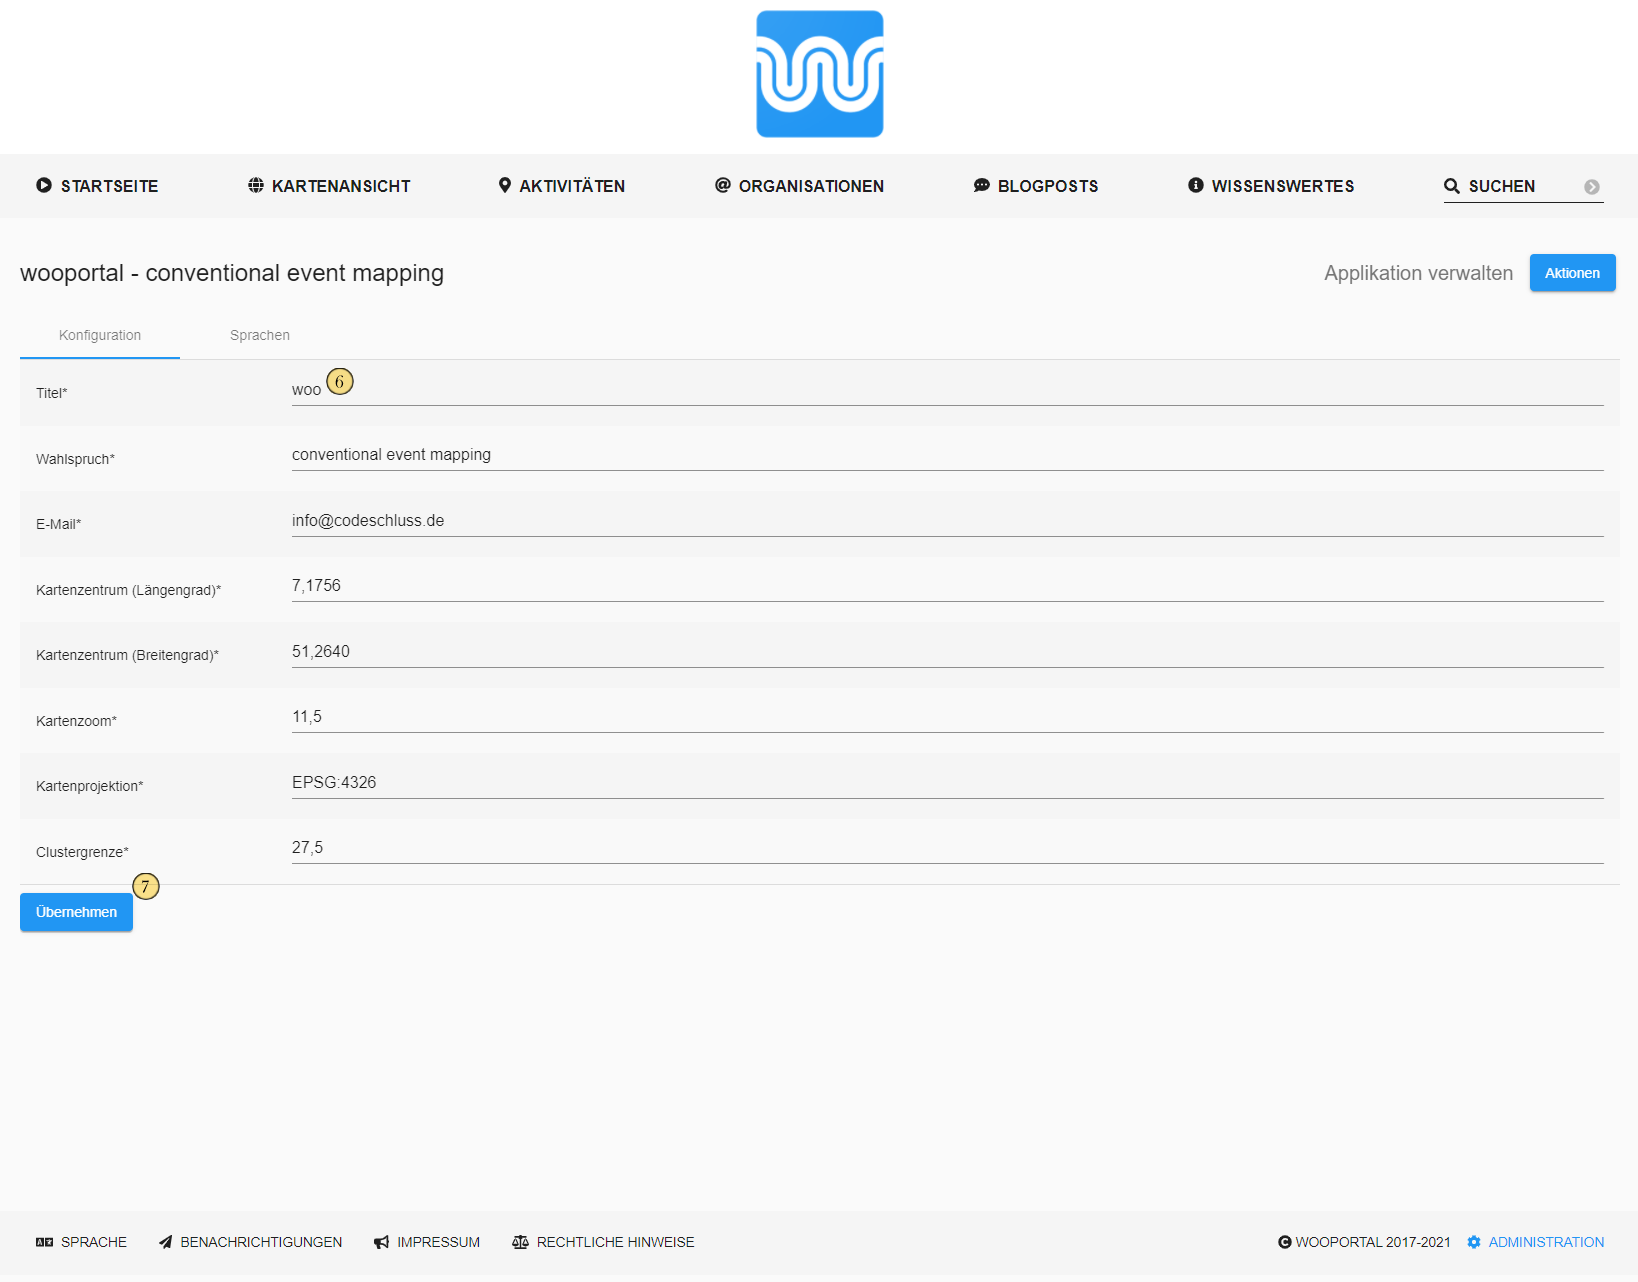 STARTSEITE KARTENANSICHT AKTIVITÄTEN ORGANISATIONEN BLOGPOSTS WISSENSWERTES SUCHEN
wooportal - conventional event mapping Applikation verwalten Aktionen
Konfiguration Sprachen
Titel* woo 6
Wahlspruch* conventional event mapping
E-Mail* info@codeschluss.de
Kartenzentrum (Längengrad)* 7,1756
Kartenzentrum (Breitengrad)* 51,2640
Kartenzoom* 11,5
Kartenprojektion* EPSG:4326
Clustergrenze* 27,5
7
Übernehmen
SPRACHE BENACHRICHTIGUNGEN IMPRESSUM RECHTLICHE HINWEISE WOOPORTAL 2017-2021 ADMINISTRATION